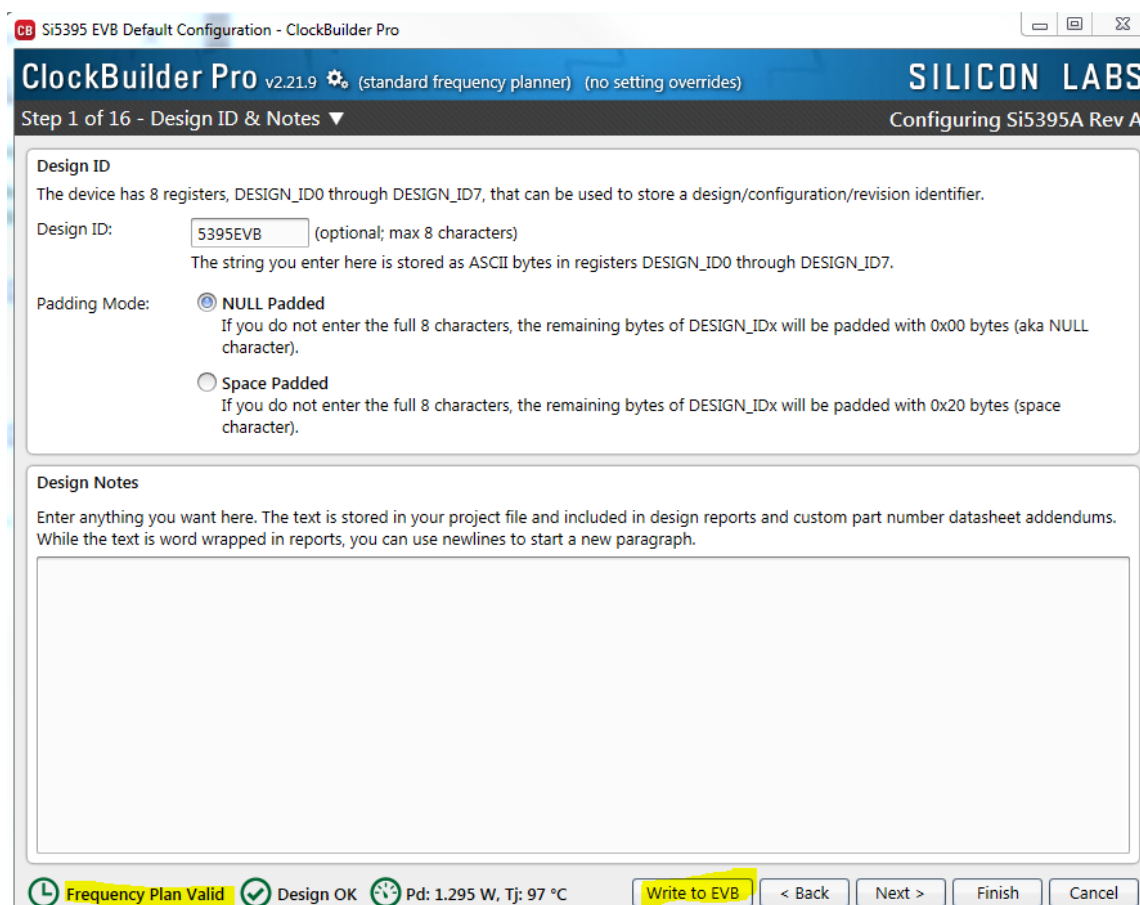 CB Si5395 EVB Default Configuration - ClockBuilder Pro
ClockBuilder Pro v2.21.9 (standard frequency planner) (no setting overrides) SILICON LABS
Step 1 of 16 - Design ID & Notes ▼ Configuring Si5395A Rev A
Design ID
The device has 8 registers, DESIGN_ID0 through DESIGN_ID7, that can be used to store a design/configuration/revision identifier.
Design ID: 5395EVB (optional; max 8 characters)
The string you enter here is stored as ASCII bytes in registers DESIGN_ID0 through DESIGN_ID7.
Padding Mode: NULL Padded
If you do not enter the full 8 characters, the remaining bytes of DESIGN_IDx will be padded with 0x00 bytes (aka NULL
character).
Space Padded
If you do not enter the full 8 characters, the remaining bytes of DESIGN_IDx will be padded with 0x20 bytes (space
character).
Design Notes
Enter anything you want here. The text is stored in your project file and included in design reports and custom part number datasheet addendums.
While the text is word wrapped in reports, you can use newlines to start a new paragraph.
Frequency Plan Valid Design OK Pd: 1.295 W, Tj: 97 °C Write to EVB < Back Next > Finish Cancel